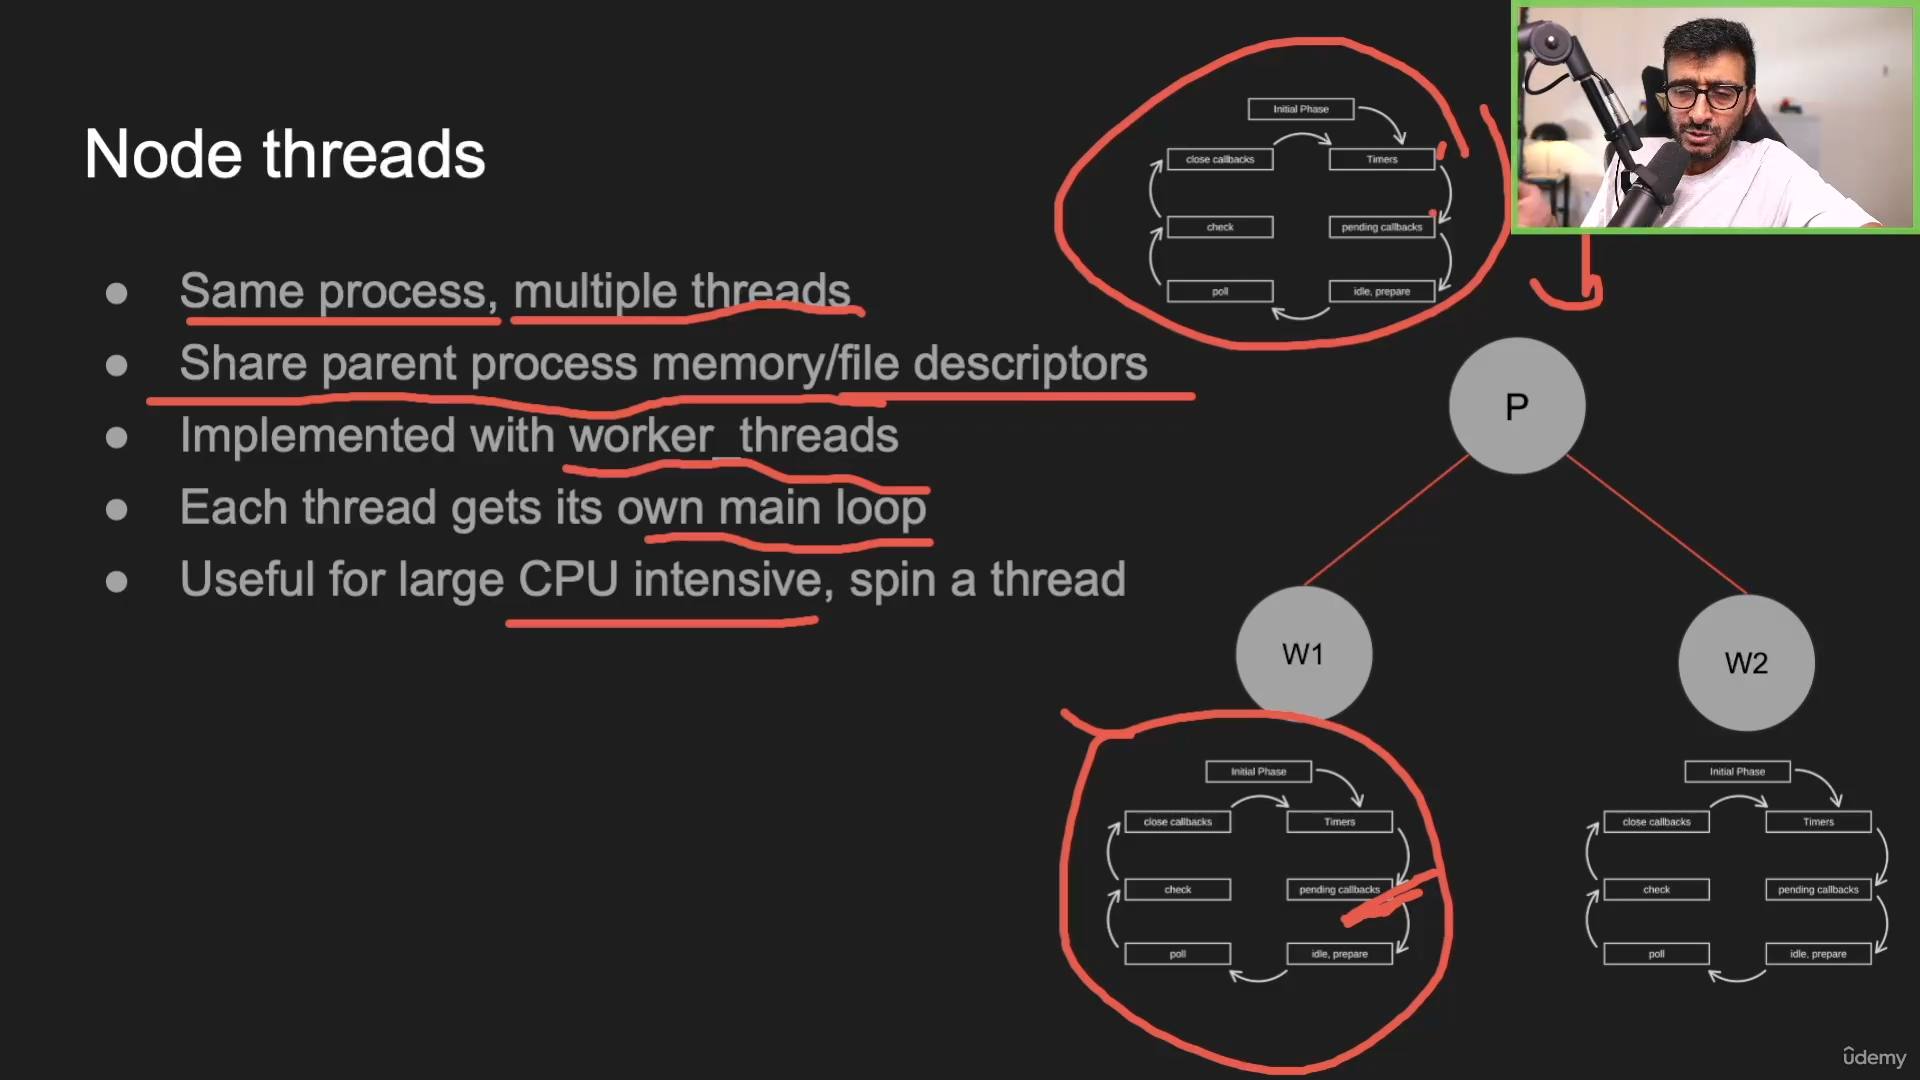 Node threads
Same process, multiple threads
Share parent process memory/file descriptors
Implemented with worker_threads
Each thread gets its own main loop
Useful for large CPU intensive, spin a thread
Initial Phase
close callbacks
Timers
check
pending callbacks
poll
idle, prepare
P
W1
W2
Initial Phase
close callbacks
Timers
check
pending callbacks
poll
idle, prepare
Initial Phase
close callbacks
Timers
check
pending callbacks
poll
idle, prepare
ûdemy